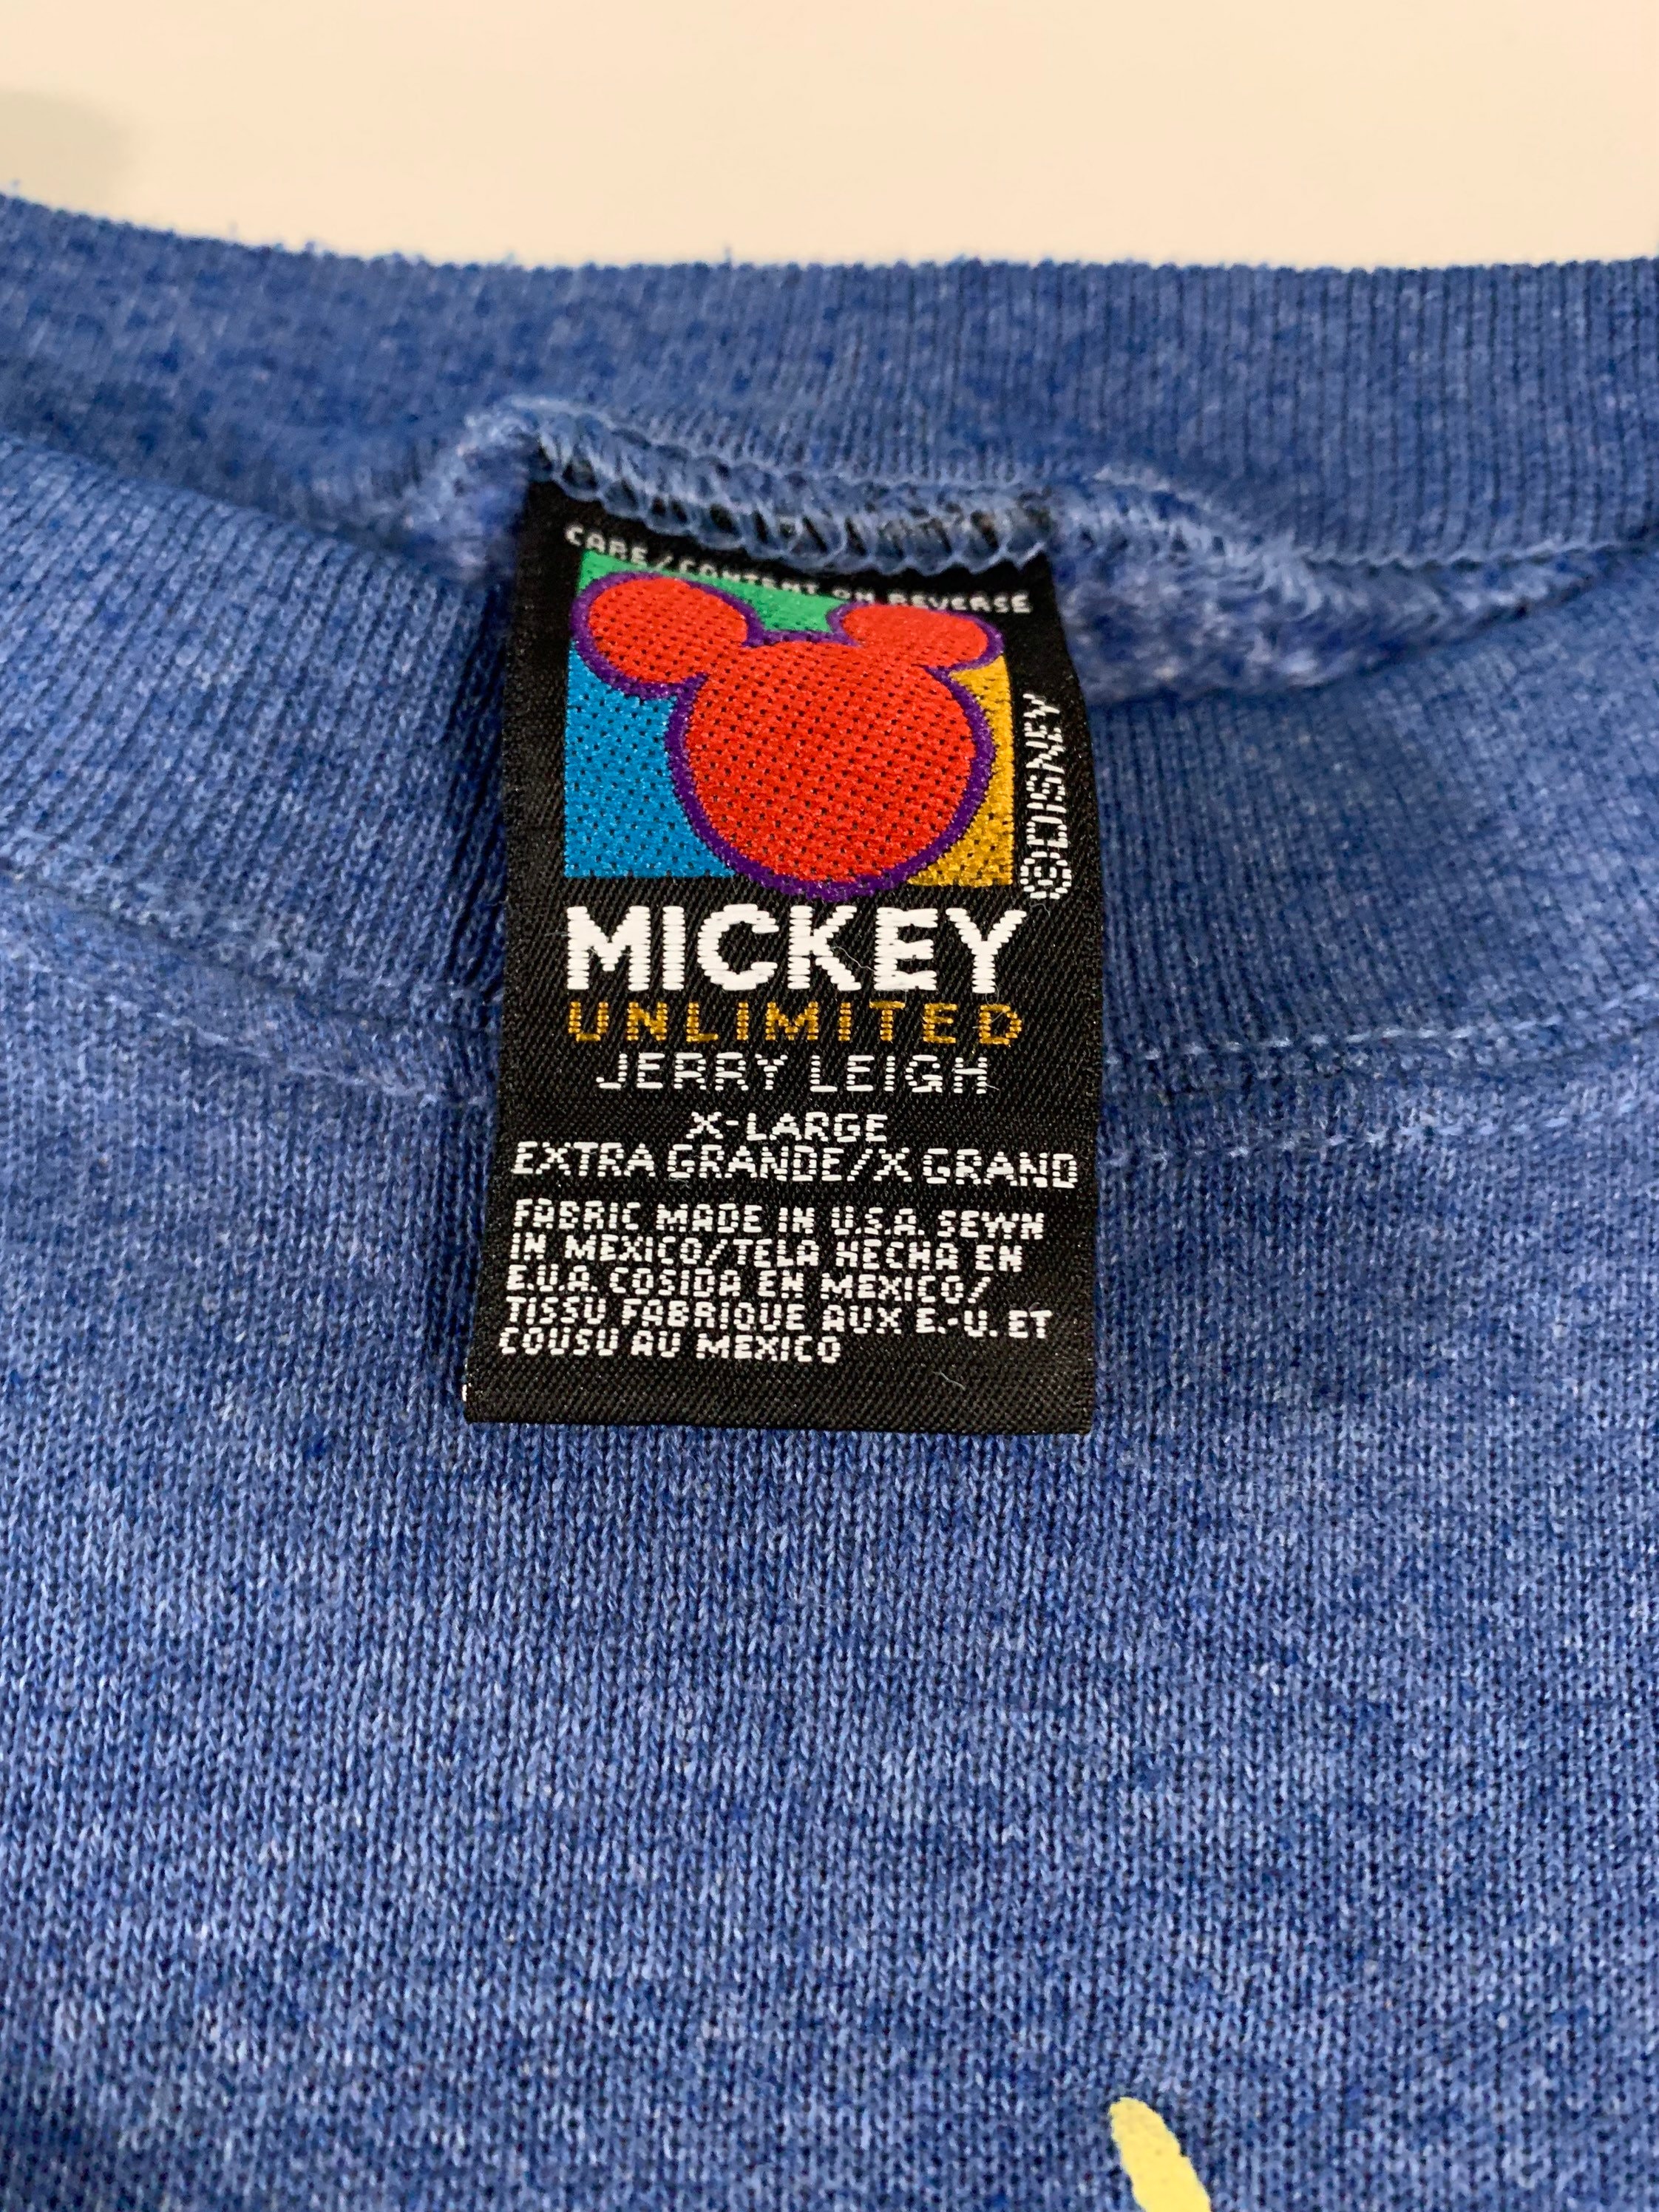 CARE/CONTENT ON REVERSE
©DISNEY
MICKEY
UNLIMITED
JERRY LEIGH
X-LARGE
EXTRA GRANDE/X GRAND
FABRIC MADE IN U.S.A. SEWN
IN MEXICO/TELA HECHA EN
E.U.A. COSIDA EN MEXICO/
TISSU FABRIQUE AUX E.-U. ET
COUSU AU MEXICO